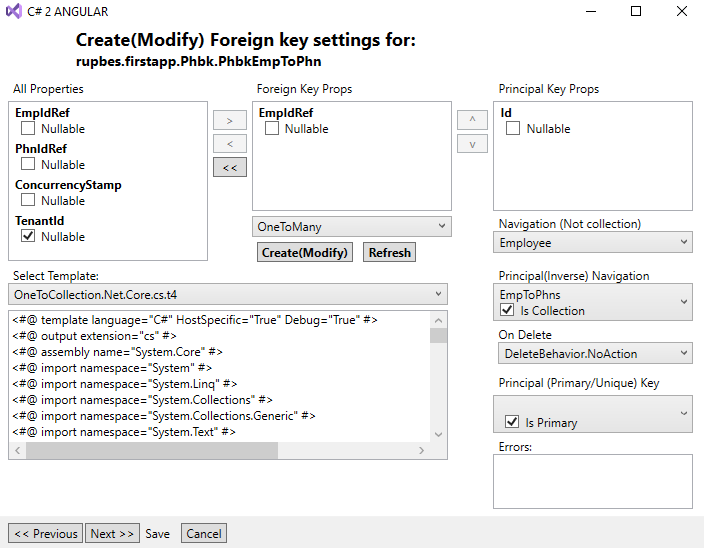 C# 2 ANGULAR
Create(Modify) Foreign key settings for:
rupbes.firstapp.Phbk.PhbkEmpToPhn
All Properties
EmpIdRef
Nullable
PhnIdRef
Nullable
ConcurrencyStamp
Nullable
TenantId
Nullable
>
<
<<
Foreign Key Props
EmpIdRef
Nullable
OneToMany
Create(Modify) Refresh
^
v
Principal Key Props
Id
Nullable
Navigation (Not collection)
Employee
Principal(Inverse) Navigation
EmpToPhns
Is Collection
On Delete
DeleteBehavior.NoAction
Principal (Primary/Unique) Key
Is Primary
Errors:
Select Template:
OneToCollection.Net.Core.cs.t4
<#@ template language="C#" HostSpecific="True" Debug="True" #>
<#@ output extension="cs" #>
<#@ assembly name="System.Core" #>
<#@ import namespace="System" #>
<#@ import namespace="System.Linq" #>
<#@ import namespace="System.Collections" #>
<#@ import namespace="System.Collections.Generic" #>
<#@ import namespace="System.Text" #>
<< Previous Next >> Save Cancel